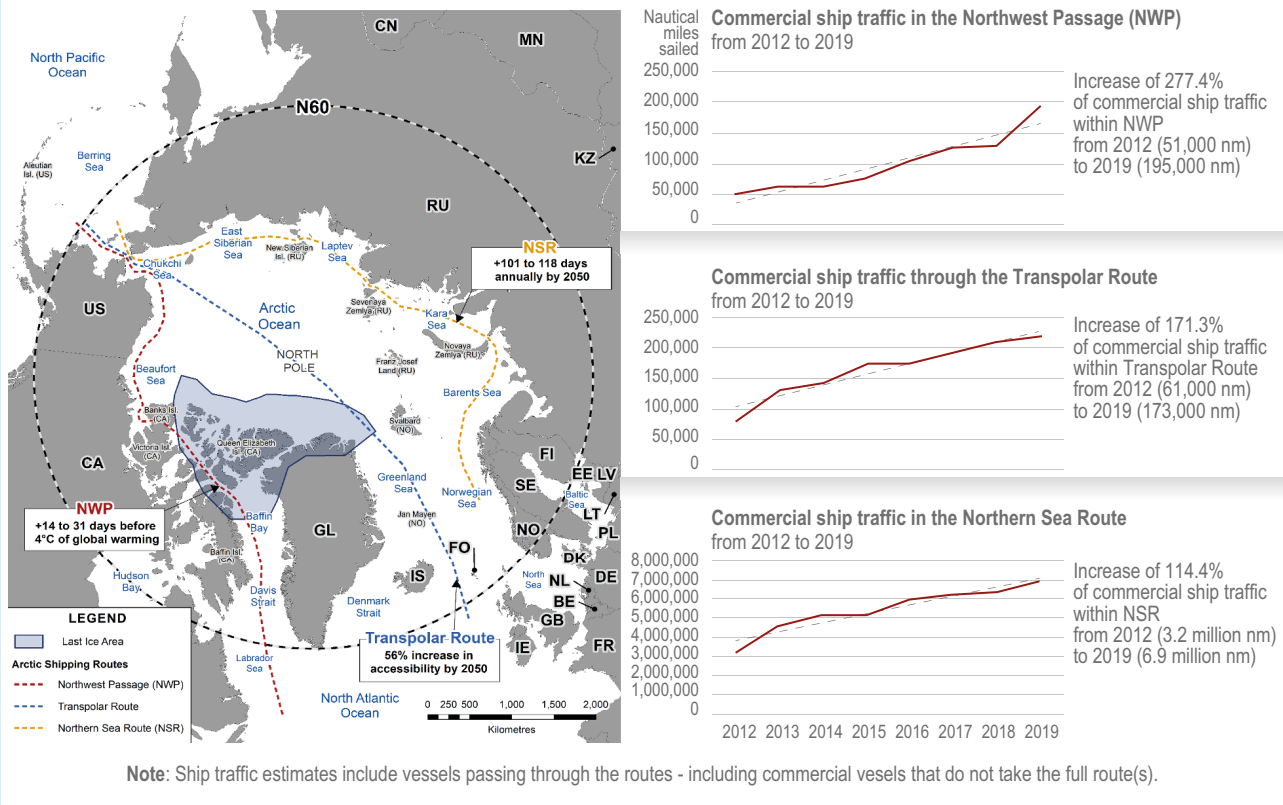 North Pacific
Ocean
CN
MN
N60
Aleutian
Isl. (US)
Berring
Sea
KZ
RU
East
Siberian
Sea
New Siberian
Isl. (RU)
Laptev
Sea
Chukchi
Sea
NSR
+101 to 118 days
annually by 2050
US
Arctic
Ocean
Severnaya
Zemlya (RU)
Kara
Sea
NORTH
POLE
Franz Josef
Land (RU)
Novaya
Zemlya (RU)
Beaufort
Sea
Barents Sea
Banks Isl.
(CA)
Svalbard
(NO)
Victoria Isl.
(CA)
Queen Elizabeth
Isl. (CA)
CA
FI
EE
LV
SE
Greenland
Sea
Norwegian
Sea
Baltic
Sea
LT
NWP
+14 to 31 days before
4°C of global warming
Baffin
Bay
Jan Mayen
(NO)
GL
NO
PL
Baffin Isl.
(CA)
FO
DK
Hudson
Bay
IS
North
Sea
NL
DE
BE
Davis
Strait
Denmark
Strait
GB
IE
FR
Transpolar Route
56% increase in
accessibility by 2050
Labrador
Sea
North Atlantic
Ocean
LEGEND
Last Ice Area
Arctic Shipping Routes
Northwest Passage (NWP)
Transpolar Route
Northern Sea Route (NSR)
0 250 500 1,000 1,500 2,000
Kilometres
Nautical
miles
sailed
Commercial ship traffic in the Northwest Passage (NWP)
from 2012 to 2019
250,000
200,000
150,000
100,000
50,000
0
Increase of 277.4%
of commercial ship traffic
within NWP
from 2012 (51,000 nm)
to 2019 (195,000 nm)
Commercial ship traffic through the Transpolar Route
from 2012 to 2019
250,000
200,000
150,000
100,000
50,000
0
Increase of 171.3%
of commercial ship traffic
within Transpolar Route
from 2012 (61,000 nm)
to 2019 (173,000 nm)
Commercial ship traffic in the Northern Sea Route
from 2012 to 2019
8,000,000
7,000,000
6,000,000
5,000,000
4,000,000
3,000,000
2,000,000
1,000,000
0
2012 2013 2014 2015 2016 2017 2018 2019
Increase of 114.4%
of commercial ship traffic
within NSR
from 2012 (3.2 million nm)
to 2019 (6.9 million nm)
Note: Ship traffic estimates include vessels passing through the routes - including commercial vesels that do not take the full route(s).